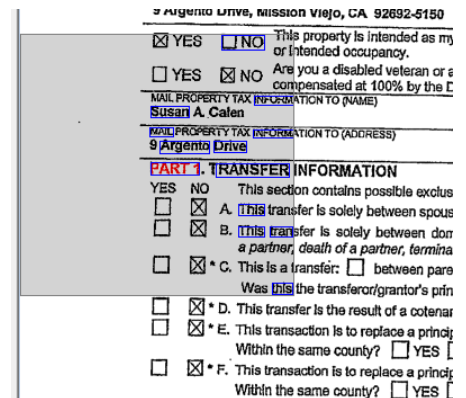 9 Argento Drive, Mission Viejo, CA 92692-5150
☒ YES ☐ NO This property is intended as my
or intended occupancy.
☐ YES ☒ NO Are you a disabled veteran or a
compensated at 100% by the D
MAIL PROPERTY TAX INFORMATION TO (NAME)
Susan A. Calen
MAIL PROPERTY TAX INFORMATION TO (ADDRESS)
9 Argento Drive
PART 1. TRANSFER INFORMATION
YES NO This section contains possible exclus
☐ ☒ A. This transfer is solely between spous
☐ ☒ B. This transfer is solely between dom
a partner, death of a partner, termina
☐ ☒ * C. This is a transfer: ☐ between pare
Was this the transferor/grantor's prin
☐ ☒ * D. This transfer is the result of a cotenan
☐ ☒ * E. This transaction is to replace a princip
Within the same county? ☐ YES
☐ ☒ * F. This transaction is to replace a princip
Within the same county? ☐ YES